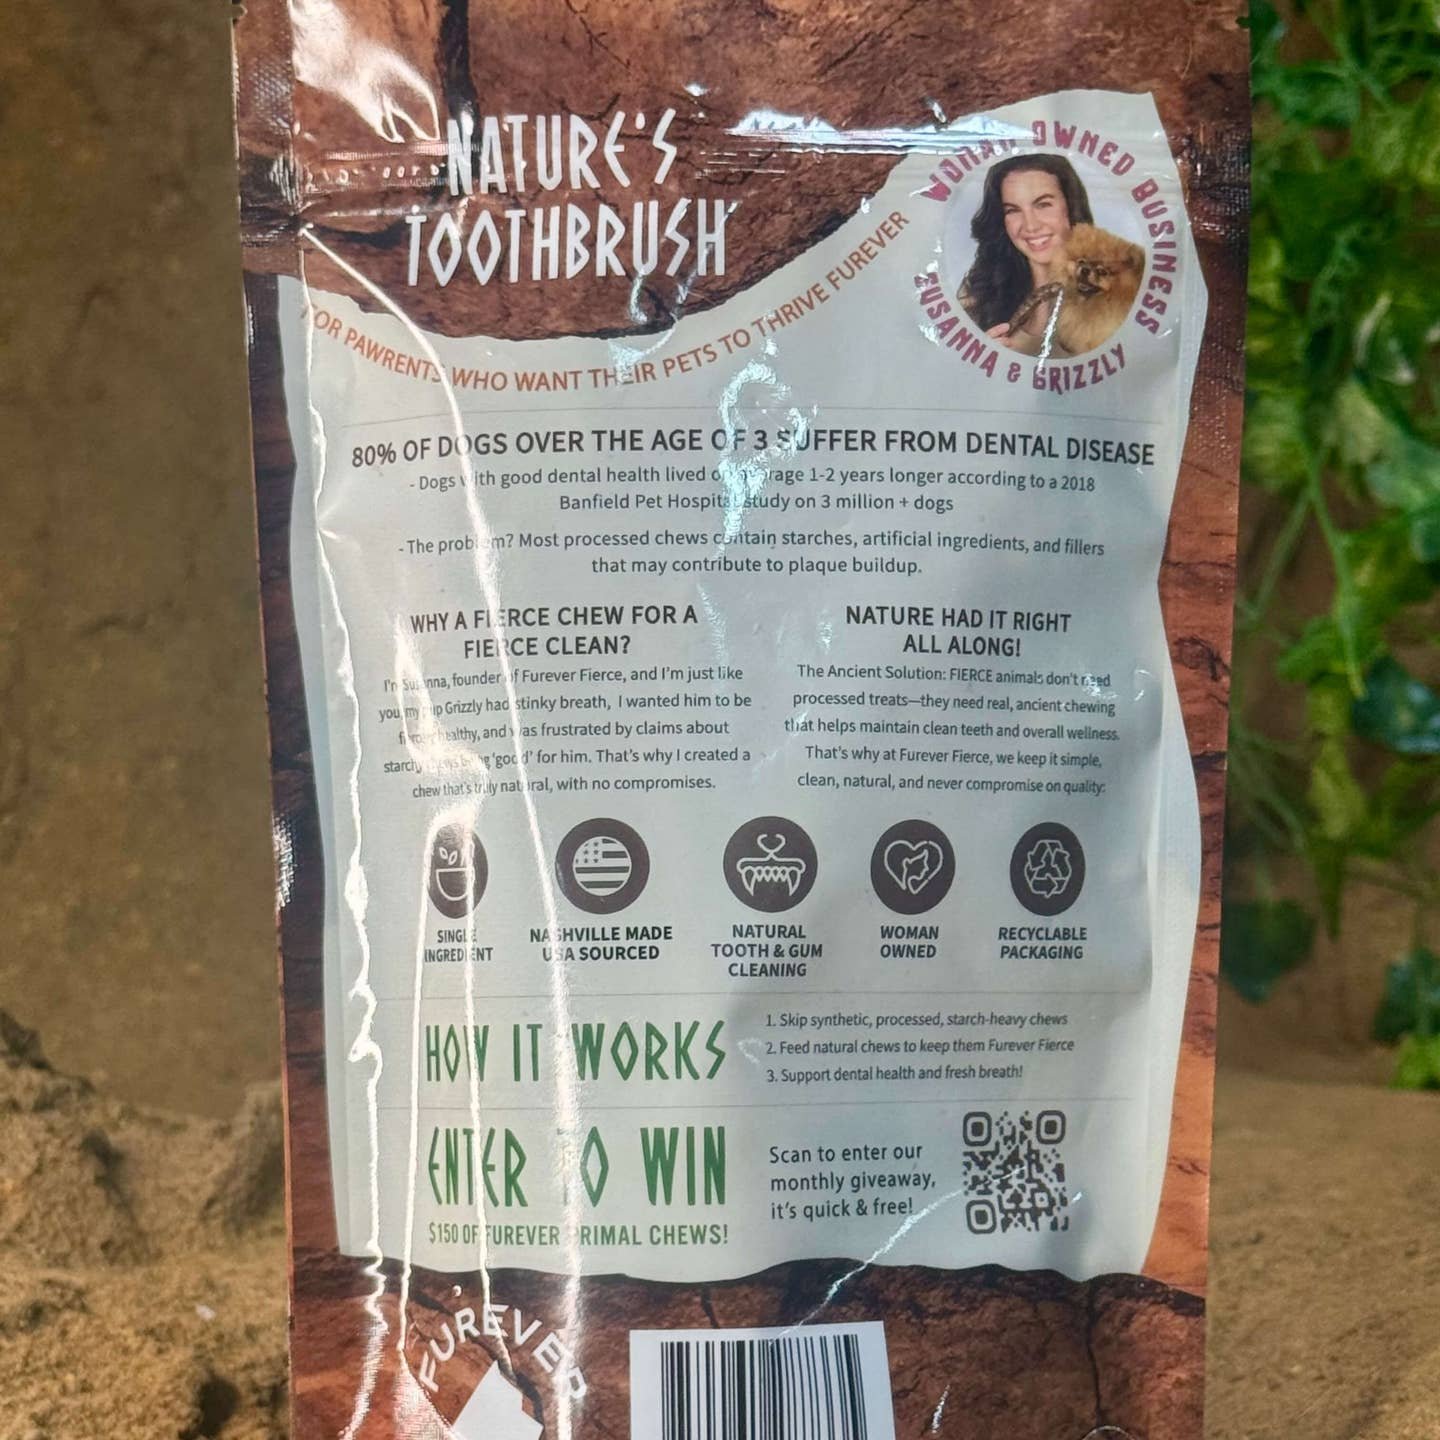 NATURE'S
TOOTHBRUSH
FOR PAWRENTS WHO WANT THEIR PETS TO THRIVE FUREVER
WOMAN OWNED BUSINESS
SUSANNA & GRIZZLY
80% OF DOGS OVER THE AGE OF 3 SUFFER FROM DENTAL DISEASE
- Dogs with good dental health lived on average 1-2 years longer according to a 2018
Banfield Pet Hospital study on 3 million + dogs
- The problem? Most processed chews contain starches, artificial ingredients, and fillers
that may contribute to plaque buildup.
WHY A FIERCE CHEW FOR A
FIERCE CLEAN?
I'm Susanna, founder of Furever Fierce, and I'm just like
you, my pup Grizzly had stinky breath, I wanted him to be
healthy, and was frustrated by claims about
starchy chews being 'good' for him. That's why I created a
chew that's truly natural, with no compromises.
NATURE HAD IT RIGHT
ALL ALONG!
The Ancient Solution: FIERCE animals don't need
processed treats—they need real, ancient chewing
that helps maintain clean teeth and overall wellness.
That's why at Furever Fierce, we keep it simple,
clean, natural, and never compromise on quality.
SINGLE
INGREDIENT
NASHVILLE MADE
USA SOURCED
NATURAL
TOOTH & GUM
CLEANING
WOMAN
OWNED
RECYCLABLE
PACKAGING
HOW IT WORKS
1. Skip synthetic, processed, starch-heavy chews
2. Feed natural chews to keep them Furever Fierce
3. Support dental health and fresh breath!
ENTER TO WIN
$150 OF FUREVER PRIMAL CHEWS!
Scan to enter our
monthly giveaway,
it's quick & free!
FUREVER